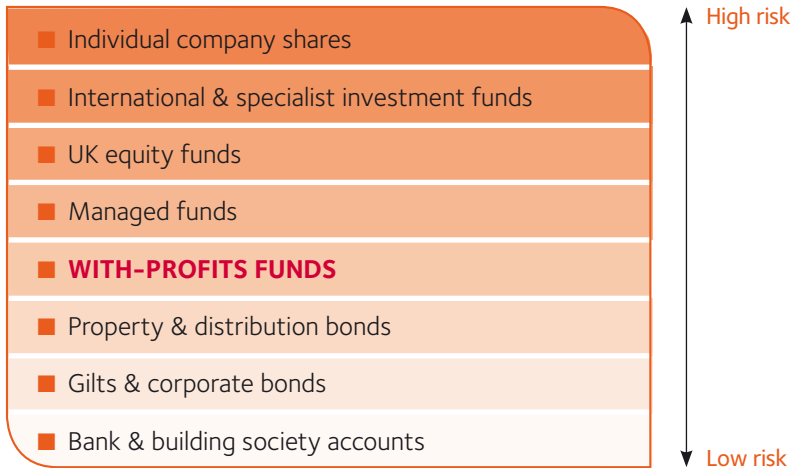 High risk
Individual company shares
International & specialist investment funds
UK equity funds
Managed funds
WITH-PROFITS FUNDS
Property & distribution bonds
Gilts & corporate bonds
Bank & building society accounts
Low risk